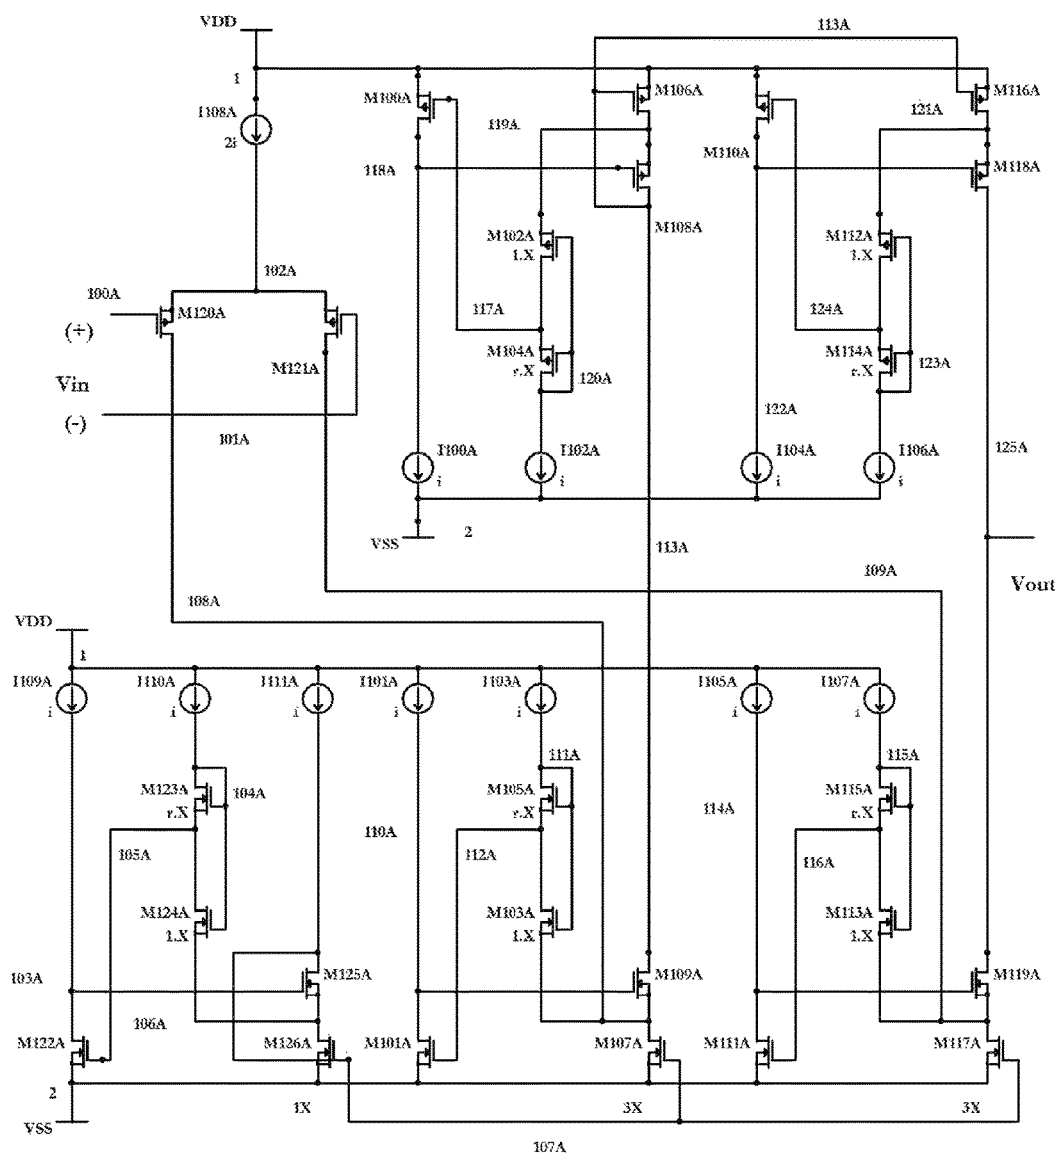 VDD
113A
1
M100A
M106A
M116A
I108A
121A
119A
2i
M110A
118A
M118A
M108A
M102A
M112A
1.X
1.X
102A
100A
M120A
117A
124A
(+)
M104A
M114A
M121A
r.X
r.X
123A
120A
Vin
122A
(-)
101A
I100A
I102A
I104A
I106A
125A
i
i
i
i
VSS
2
113A
109A
Vout
108A
VDD
1
I109A
I110A
I111A
I101A
I103A
I105A
I107A
i
i
i
i
i
i
i
111A
115A
M123A
104A
M105A
M115A
r.X
r.X
r.X
114A
110A
105A
112A
116A
M124A
M103A
M113A
1.X
1.X
1.X
103A
M125A
M109A
M119A
106A
M122A
M126A
M101A
M107A
M111A
M117A
2
1X
3X
3X
VSS
107A